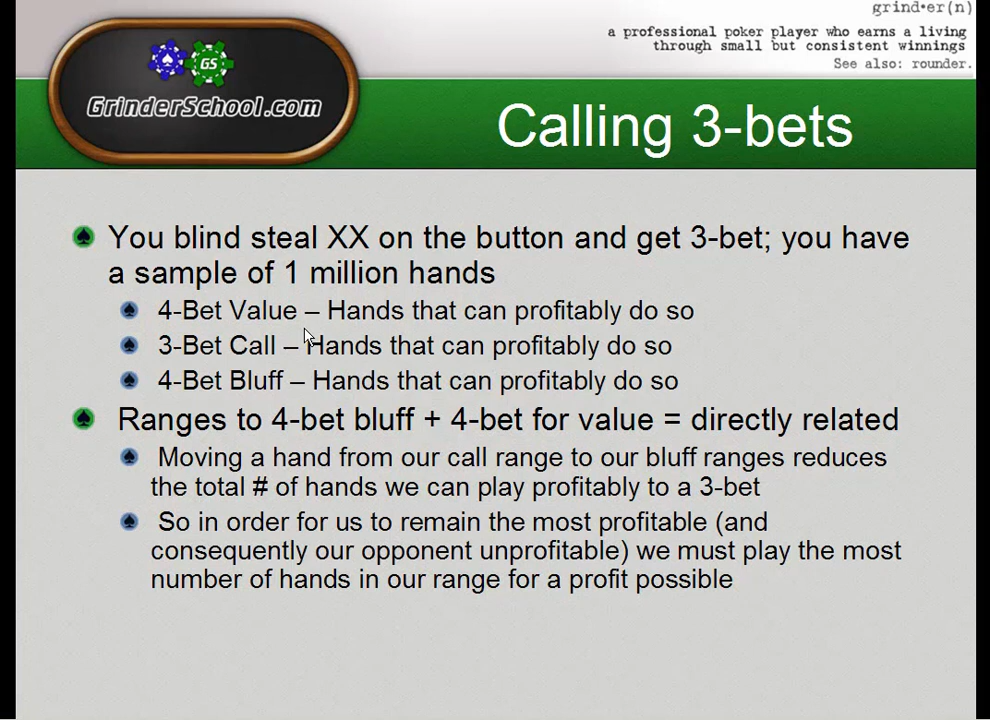 grind•er(n)
a professional poker player who earns a living
through small but consistent winnings
See also: rounder.
GS
GrinderSchool.com
Calling 3-bets
You blind steal XX on the button and get 3-bet; you have
a sample of 1 million hands
4-Bet Value – Hands that can profitably do so
3-Bet Call – Hands that can profitably do so
4-Bet Bluff – Hands that can profitably do so
Ranges to 4-bet bluff + 4-bet for value = directly related
Moving a hand from our call range to our bluff ranges reduces
the total # of hands we can play profitably to a 3-bet
So in order for us to remain the most profitable (and
consequently our opponent unprofitable) we must play the most
number of hands in our range for a profit possible